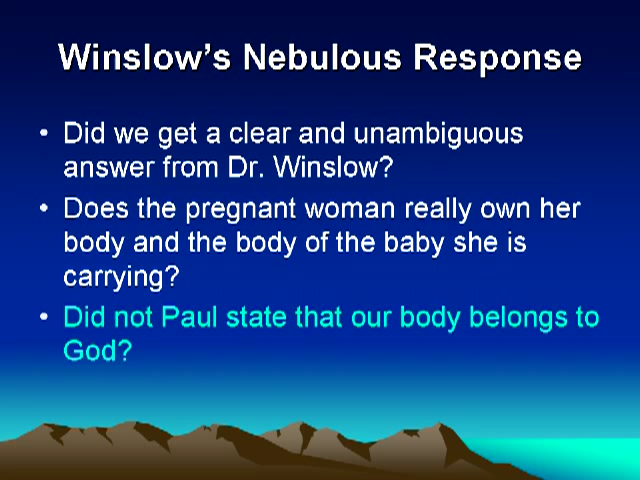 Winslow’s Nebulous Response
• Did we get a clear and unambiguous
answer from Dr. Winslow?
• Does the pregnant woman really own her
body and the body of the baby she is
carrying?
• Did not Paul state that our body belongs to
God?